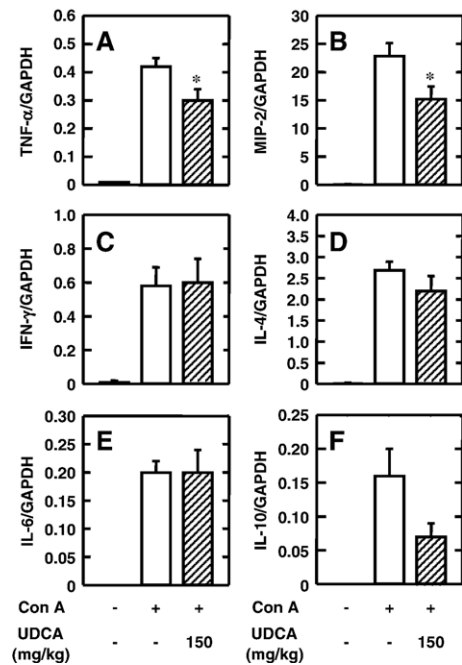 A
TNF-α/GAPDH
0.6
0.5
0.4
0.3
0.2
0.1
0
*
B
MIP-2/GAPDH
30
25
20
15
10
5
0
*
C
IFN-γ/GAPDH
1.0
0.8
0.6
0.4
0.2
0
D
IL-4/GAPDH
4.0
3.5
3.0
2.5
2.0
1.5
1.0
0.5
0
E
IL-6/GAPDH
0.30
0.25
0.20
0.15
0.10
0.05
0
F
IL-10/GAPDH
0.25
0.20
0.15
0.10
0.05
0
Con A - + +
UDCA
(mg/kg) - - 150
Con A - + +
UDCA
(mg/kg) - - 150